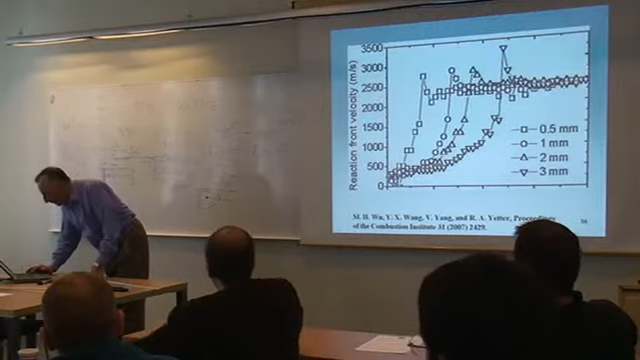 3500
3000
2500
2000
1500
1000
500
0
Reaction front velocity (m/s)
0.5 mm
1 mm
2 mm
3 mm
M. H. Wu, Y. X. Wang, V. Yang, and R. A. Yetter, Proceedings
of the Combustion Institute 31 (2007) 2429.